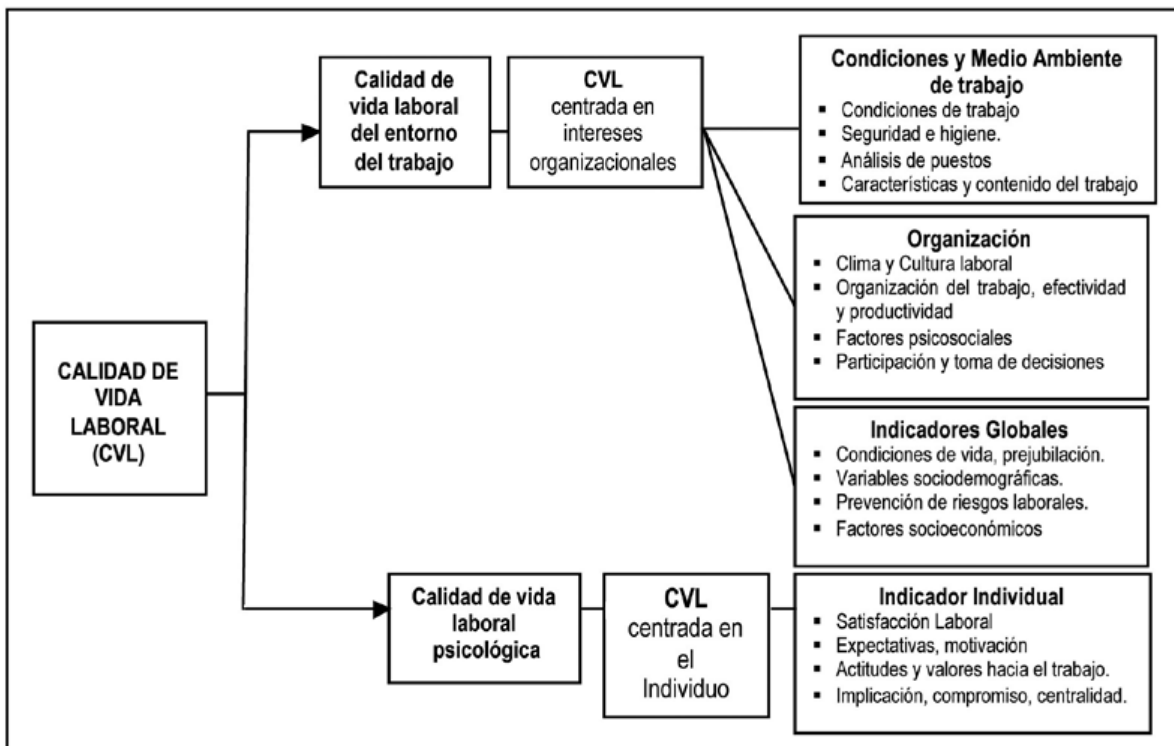 CALIDAD DE
VIDA
LABORAL
(CVL)
Calidad de
vida laboral
del entorno
del trabajo
CVL
centrada en
intereses
organizacionales
Condiciones y Medio Ambiente
de trabajo
▪ Condiciones de trabajo
▪ Seguridad e higiene.
▪ Análisis de puestos
▪ Características y contenido del trabajo
Organización
▪ Clima y Cultura laboral
▪ Organización del trabajo, efectividad
y productividad
▪ Factores psicosociales
▪ Participación y toma de decisiones
Indicadores Globales
▪ Condiciones de vida, prejubilación.
▪ Variables sociodemográficas.
▪ Prevención de riesgos laborales.
▪ Factores socioeconómicos
Calidad de vida
laboral
psicológica
CVL
centrada en
el
Individuo
Indicador Individual
▪ Satisfacción Laboral
▪ Expectativas, motivación
▪ Actitudes y valores hacia el trabajo.
▪ Implicación, compromiso, centralidad.